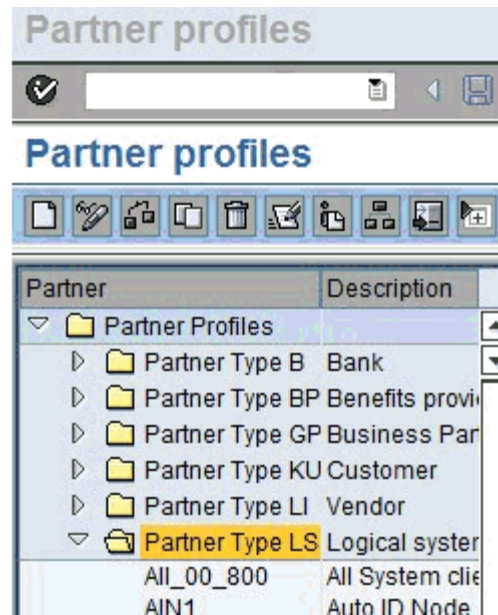 Partner profiles
Partner profiles
Partner Description
Partner Profiles
Partner Type B Bank
Partner Type BP Benefits provi
Partner Type GP Business Par
Partner Type KU Customer
Partner Type LI Vendor
Partner Type LS Logical syster
All_00_800 All System clie
AIN1 Auto ID Node